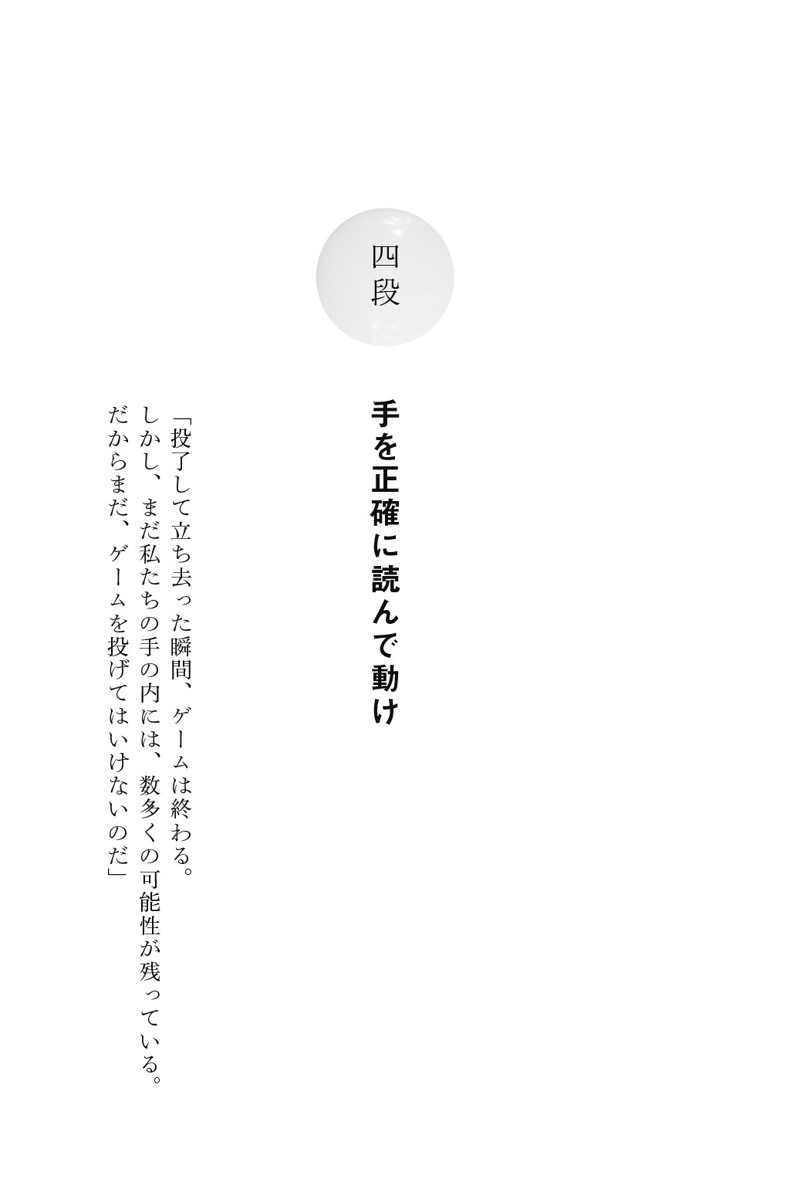 四段
手を正確に読んで動け
「投了して立ち去った瞬間、ゲームは終わる。
しかし、まだ私たちの手の内には、数多くの可能性が残っている。
だからまだ、ゲームを投げてはいけないのだ」